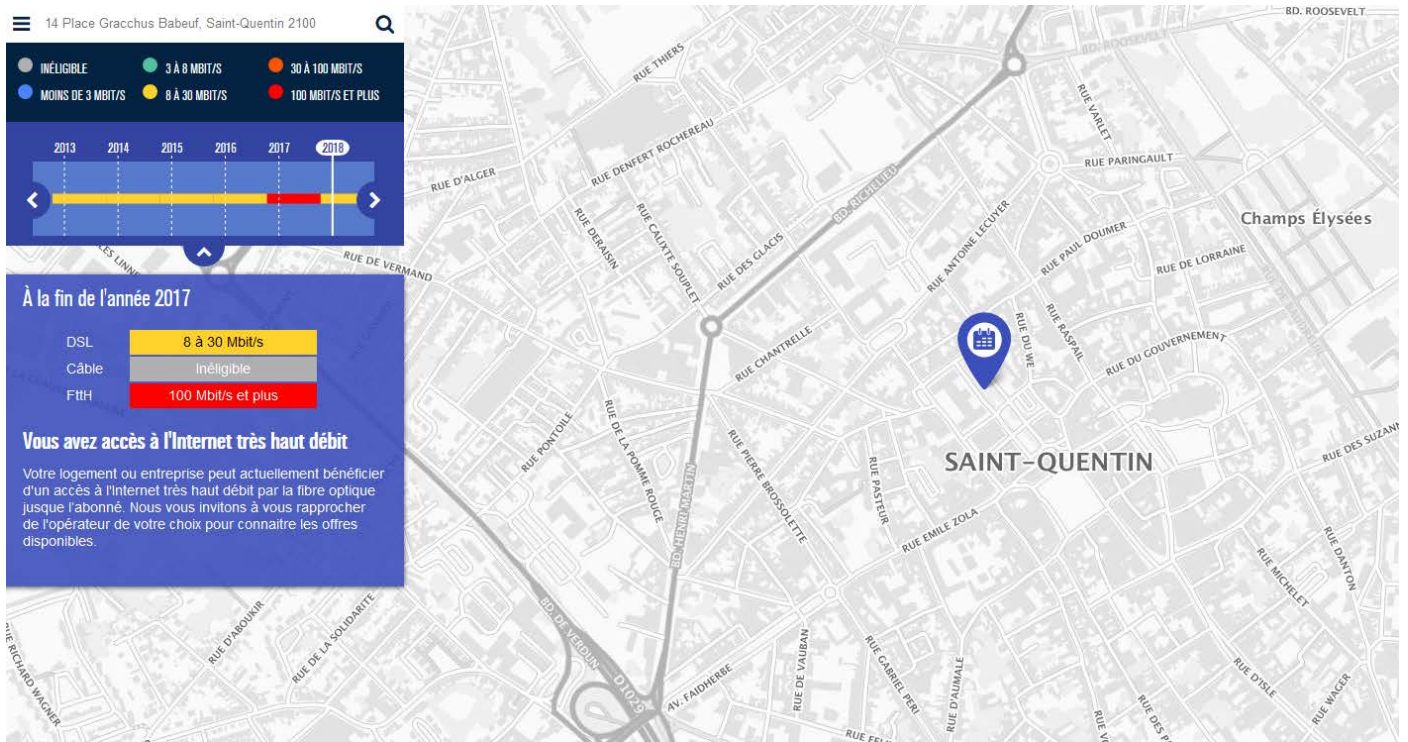 14 Place Gracchus Babeuf, Saint-Quentin 2100
INÉLIGIBLE
3 À 8 MBIT/S
30 À 100 MBIT/S
MOINS DE 3 MBIT/S
8 À 30 MBIT/S
100 MBIT/S ET PLUS
2013 2014 2015 2016 2017 2018
À la fin de l'année 2017
DSL 8 à 30 Mbit/s
Câble Inéligible
FttH 100 Mbit/s et plus
Vous avez accès à l'Internet très haut débit
Votre logement ou entreprise peut actuellement bénéficier
d'un accès à l'Internet très haut débit par la fibre optique
jusque l'abonné. Nous vous invitons à vous rapprocher
de l'opérateur de votre choix pour connaitre les offres
disponibles.
BD. ROOSEVELT
BD. ROOSEVELT
RUE THIERS
RUE VARLET
RUE DENFERT ROCHEREAU
RUE PARINGAULT
RUE D'ALGER
BD. RICHELIEU
RUE CALIXTE SOUPLET
RUE DERAISIN
RUE ANTOINE LECUYER
Champs Élysées
RUE PAUL DOUMER
RUE DES GLACIS
RUE DE LORRAINE
RUE DE VERMAND
RUE DU WE
RUE RASPAIL
RUE CHANTRELLE
RUE DU GOUVERNEMENT
RUE PONTOILE
RUE DE LA POMME ROUGE
RUE PIERRE BROSSOLETTE
RUE DES SUZANN
SAINT-QUENTIN
RUE PASTEUR
BD. HENRI MARTIN
RUE EMILE ZOLA
RUE DANTON
RUE MICHELET
RUE D'ABOUKIR
RUE DE LA SOLIDARITE
BD. DE VERDUN
D1029
RUE RICHARD WAGNER
AV. FAIDHERBE
RUE DE VAUBAN
RUE GABRIEL PERI
RUE D'AUMALE
RUE D'ISLE
RUE WAGER